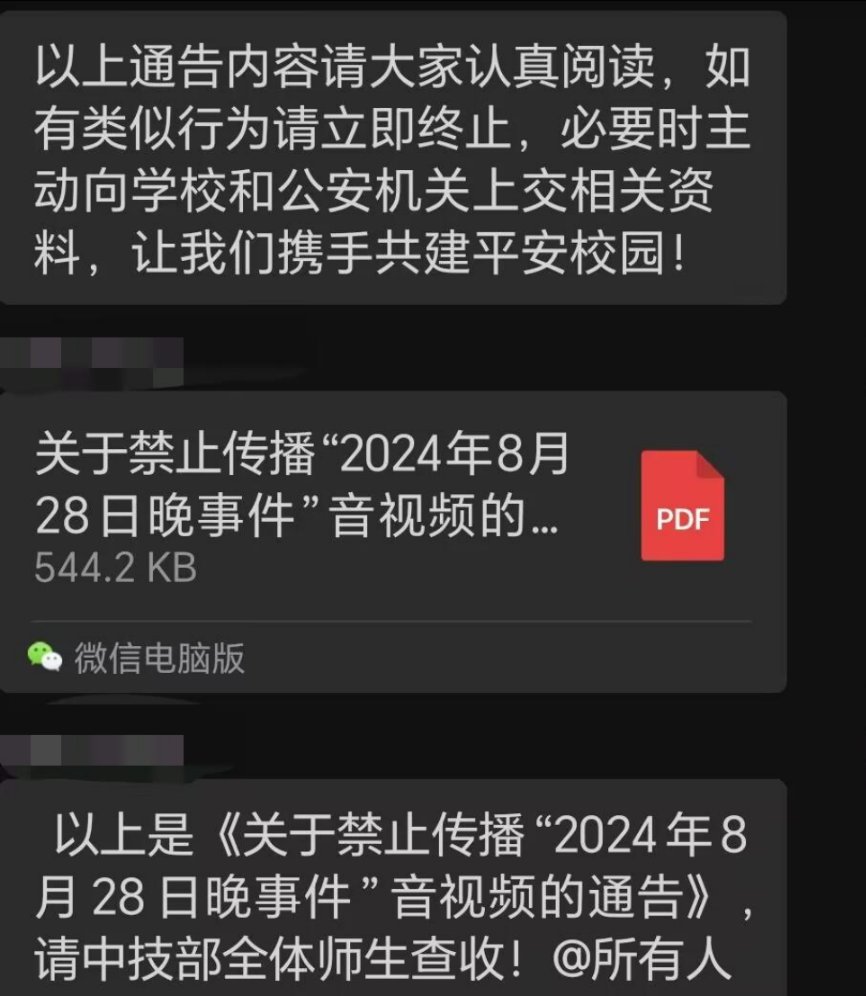 以上通告内容请大家认真阅读，如
有类似行为请立即终止，必要时主
动向学校和公安机关上交相关资
料，让我们携手共建平安校园！
关于禁止传播“2024年8月
28日晚事件”音视频的...
544.2 KB
PDF
微信电脑版
以上是《关于禁止传播“2024年8
月28日晚事件”音视频的通告》，
请中技部全体师生查收！@所有人